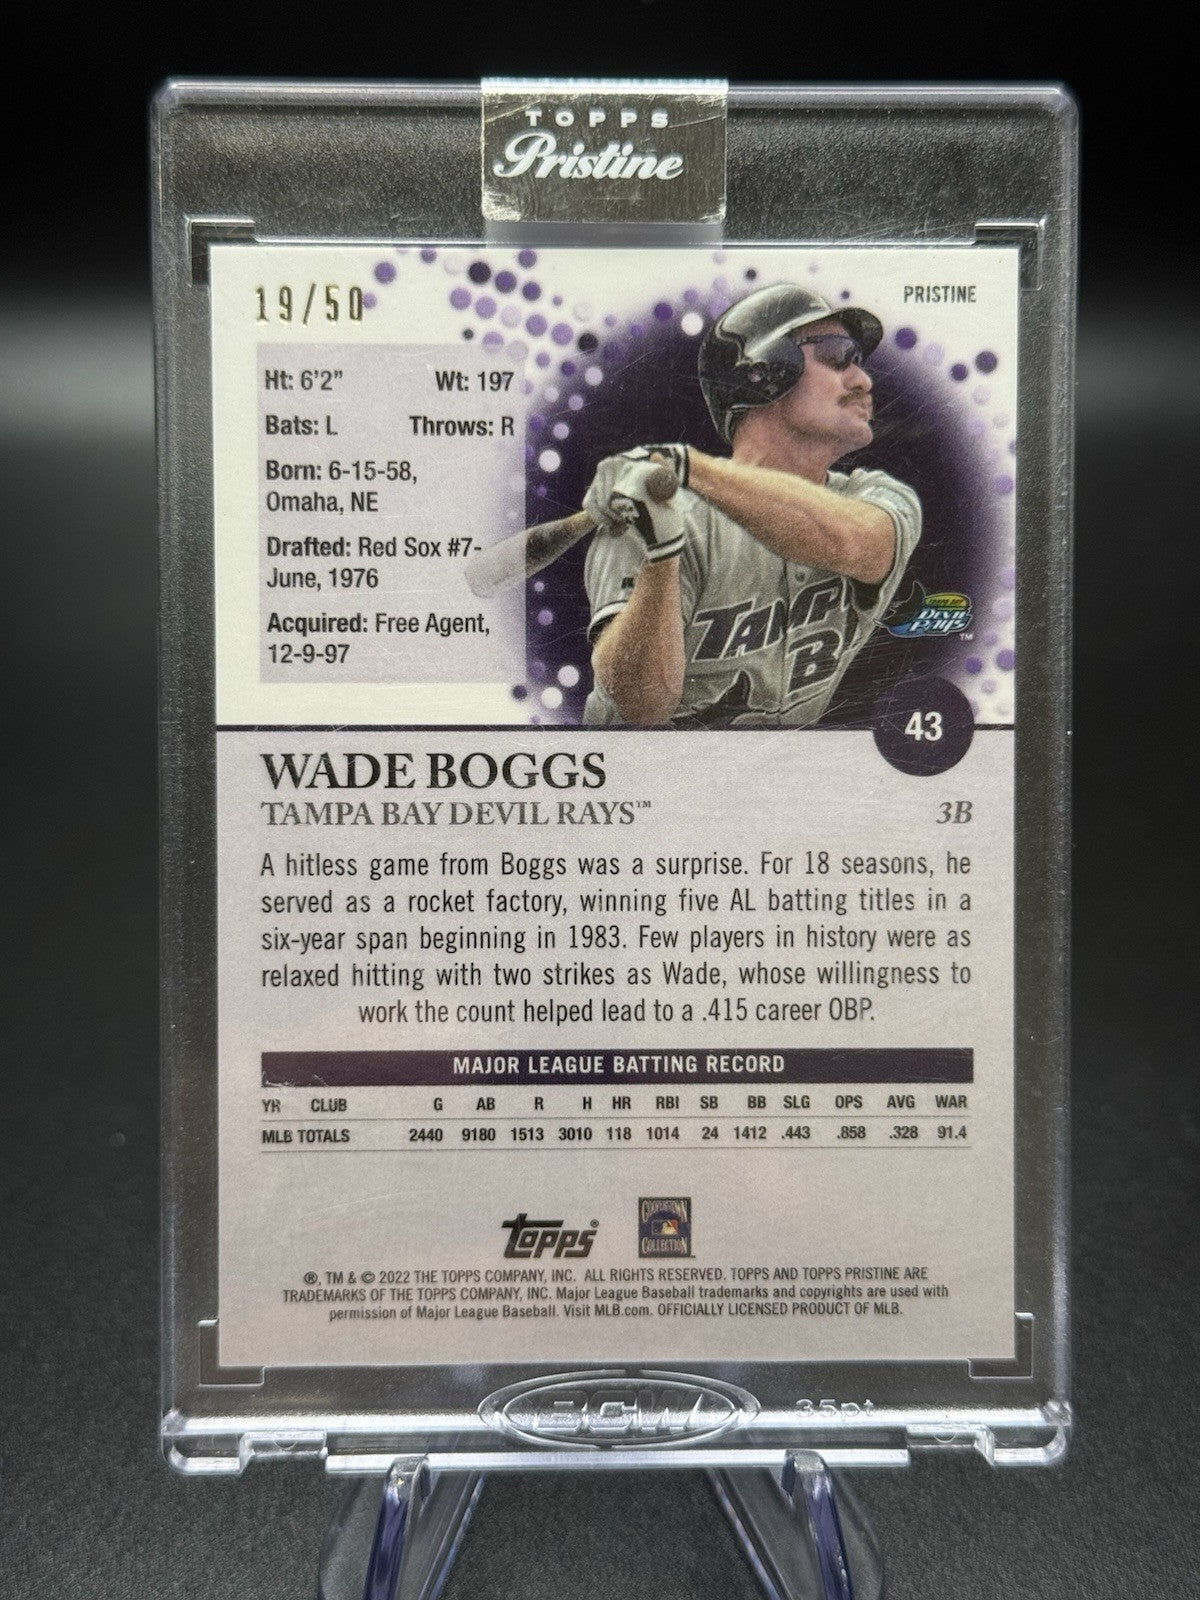 TOPPS
Pristine
19/50
PRISTINE
Ht: 6'2" Wt: 197
Bats: L Throws: R
Born: 6-15-58,
Omaha, NE
Drafted: Red Sox #7-
June, 1976
Acquired: Free Agent,
12-9-97
TAMPA B
TAMPA BAY
DEVIL
RAYS™
43
WADE BOGGS
TAMPA BAY DEVIL RAYS™ 3B
A hitless game from Boggs was a surprise. For 18 seasons, he
served as a rocket factory, winning five AL batting titles in a
six-year span beginning in 1983. Few players in history were as
relaxed hitting with two strikes as Wade, whose willingness to
work the count helped lead to a .415 career OBP.
MAJOR LEAGUE BATTING RECORD
YR CLUB G AB R H HR RBI SB BB SLG OPS AVG WAR
MLB TOTALS 2440 9180 1513 3010 118 1014 24 1412 .443 .858 .328 91.4
Topps®
COOPERSTOWN
COLLECTION
®, TM & © 2022 THE TOPPS COMPANY, INC. ALL RIGHTS RESERVED. TOPPS AND TOPPS PRISTINE ARE
TRADEMARKS OF THE TOPPS COMPANY, INC. Major League Baseball trademarks and copyrights are used with
permission of Major League Baseball. Visit MLB.com. OFFICIALLY LICENSED PRODUCT OF MLB.
BCW 35pt